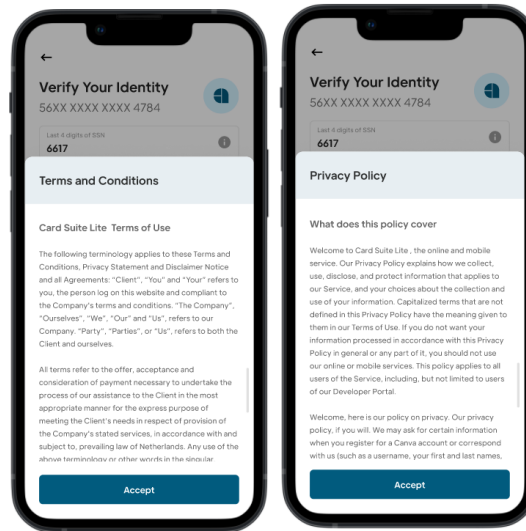 Verify Your Identity
56XX XXXX XXXX 4784
Last 4 digits of SSN
6617
Terms and Conditions
Card Suite Lite Terms of Use
The following terminology applies to these Terms and
Conditions, Privacy Statement and Disclaimer Notice
and all Agreements: “Client”, “You” and “Your” refers to
you, the person log on this website and compliant to
the Company's terms and conditions. “The Company”,
“Ourselves”, “We”, “Our” and “Us”, refers to our
Company. “Party”, “Parties”, or “Us”, refers to both the
Client and ourselves.
All terms refer to the offer, acceptance and
consideration of payment necessary to undertake the
process of our assistance to the Client in the most
appropriate manner for the express purpose of
meeting the Client's needs in respect of provision of
the Company's stated services, in accordance with and
subject to, prevailing law of Netherlands. Any use of the
above terminology or other words in the singular,
Accept
Verify Your Identity
56XX XXXX XXXX 4784
Last 4 digits of SSN
6617
Privacy Policy
What does this policy cover
Welcome to Card Suite Lite , the online and mobile
service. Our Privacy Policy explains how we collect,
use, disclose, and protect information that applies to
our Service, and your choices about the collection and
use of your information. Capitalized terms that are not
defined in this Privacy Policy have the meaning given to
them in our Terms of Use. If you do not want your
information processed in accordance with this Privacy
Policy in general or any part of it, you should not use
our online or mobile services. This policy applies to all
users of the Service, including, but not limited to users
of our Developer Portal.
Welcome, here is our policy on privacy. Our privacy
policy, if you will. We may ask for certain information
when you register for a Canva account or correspond
with us (such as a username, your first and last names,
Accept